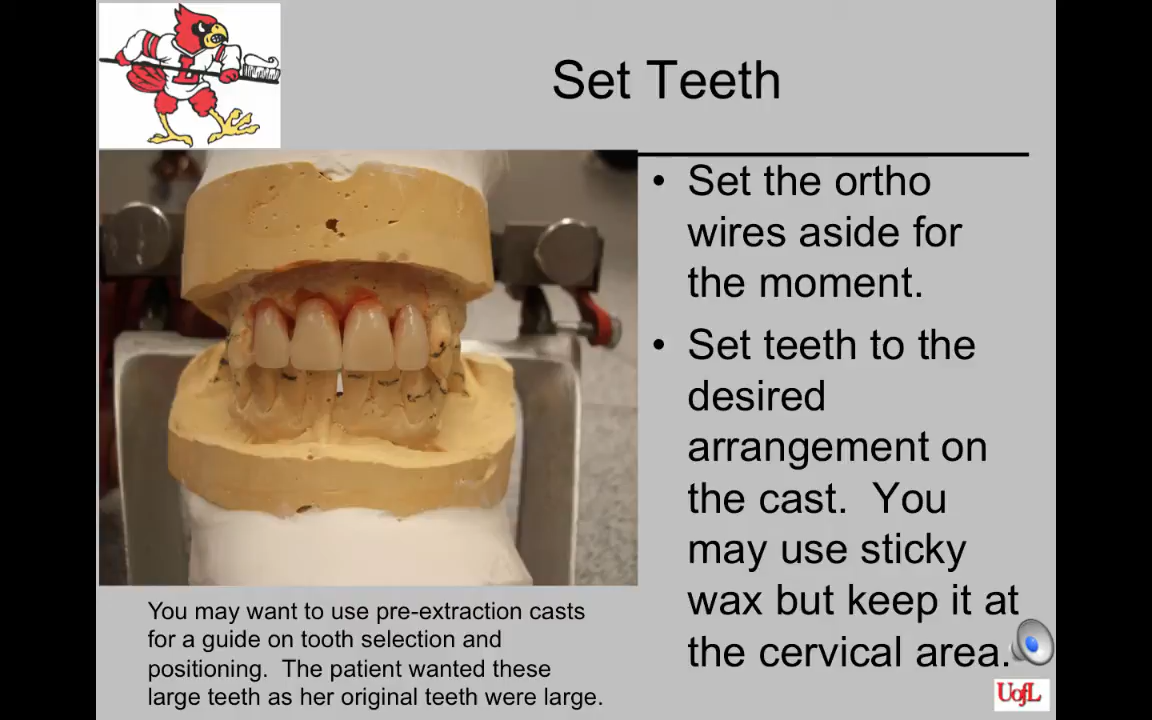 Set Teeth
• Set the ortho
wires aside for
the moment.
• Set teeth to the
desired
arrangement on
the cast.  You
may use sticky
wax but keep it at
the cervical area.
You may want to use pre-extraction casts
for a guide on tooth selection and
positioning.  The patient wanted these
large teeth as her original teeth were large.
UofL